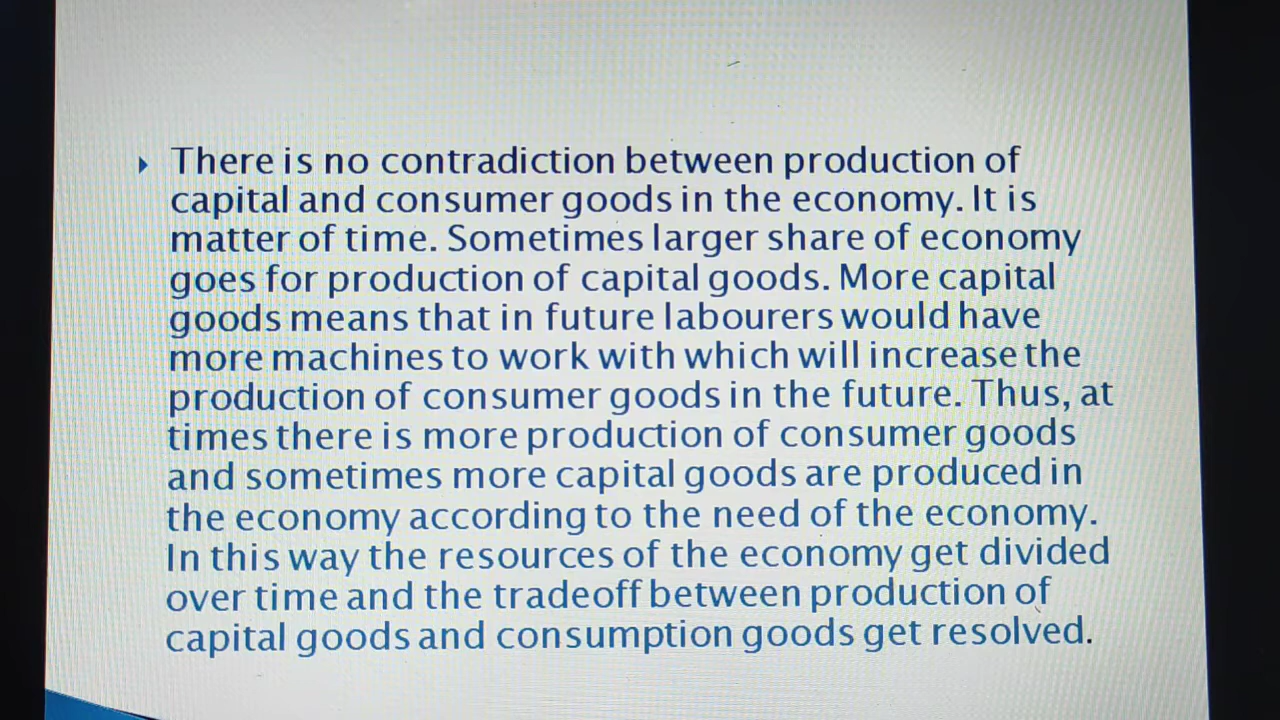 There is no contradiction between production of
capital and consumer goods in the economy. It is
matter of time. Sometimes larger share of economy
goes for production of capital goods. More capital
goods means that in future labourers would have
more machines to work with which will increase the
production of consumer goods in the future. Thus, at
times there is more production of consumer goods
and sometimes more capital goods are produced in
the economy according to the need of the economy.
In this way the resources of the economy get divided
over time and the tradeoff between production of
capital goods and consumption goods get resolved.